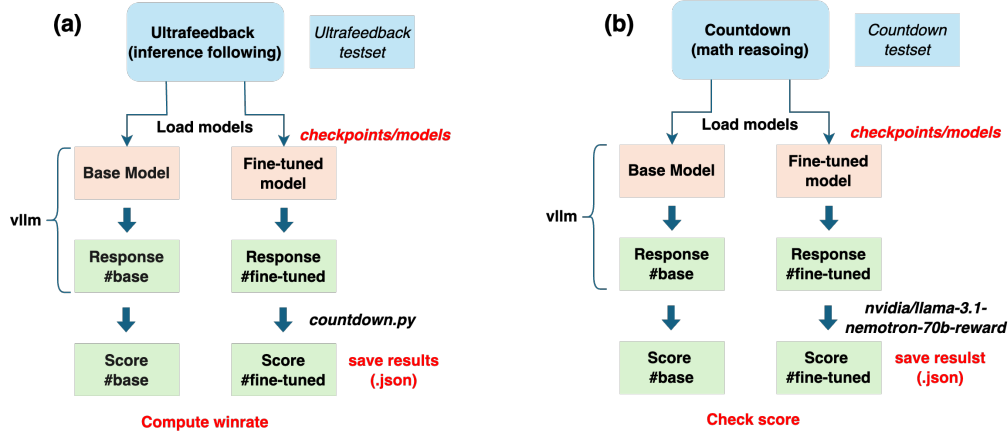 (a)
Ultrafeedback
(inference following)
Ultrafeedback
testset
Load models
checkpoints/models
Base Model
Fine-tuned
model
vllm
Response
#base
Response
#fine-tuned
countdown.py
Score
#base
Score
#fine-tuned
save results
(.json)
Compute winrate
(b)
Countdown
(math reasoing)
Countdown
testset
Load models
checkpoints/models
Base Model
Fine-tuned
model
vllm
Response
#base
Response
#fine-tuned
nvidia/llama-3.1-
nemotron-70b-reward
Score
#base
Score
#fine-tuned
save resulst
(.json)
Check score